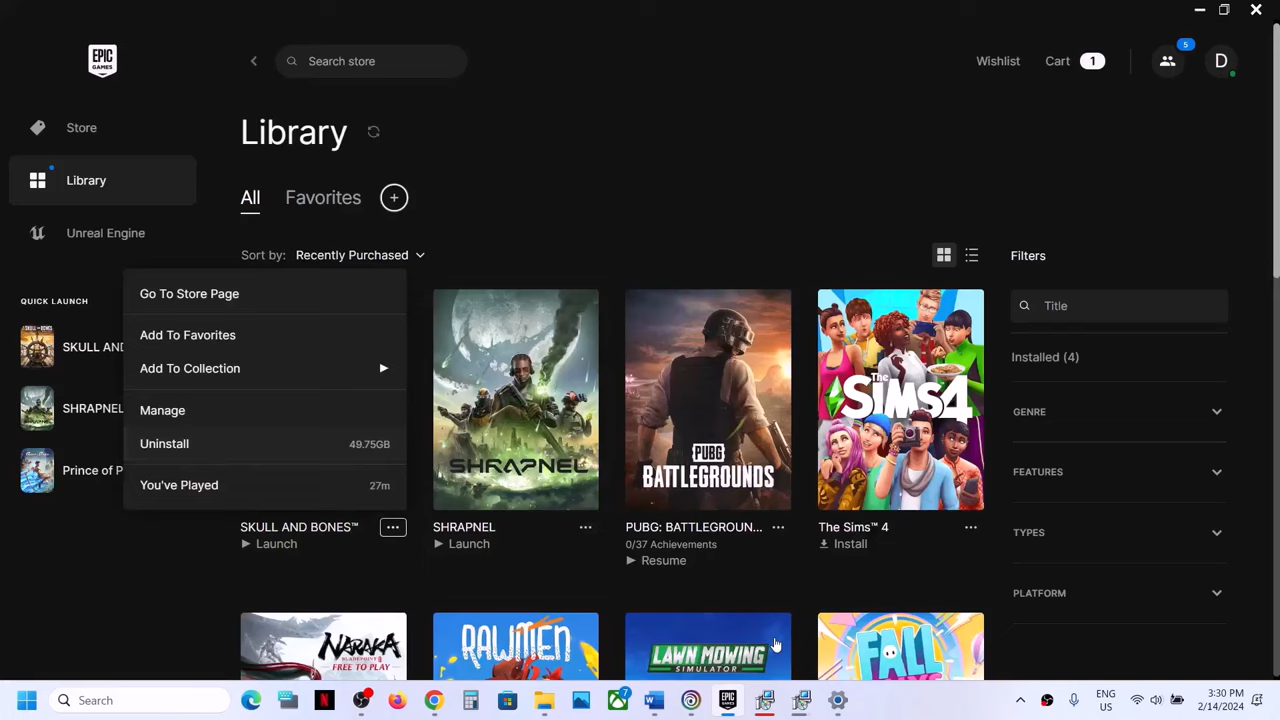 EPIC
GAMES
Search store
Wishlist
Cart
1
5
D
Store
Library
Unreal Engine
QUICK LAUNCH
SKULL AN
SHRAPNEL
Prince of P
Library
All
Favorites
+
Sort by: Recently Purchased
Go To Store Page
Add To Favorites
Add To Collection
Manage
Uninstall 49.75GB
You've Played 27m
SHRAPNEL
PUBG
BATTLEGROUNDS
The
SIMS 4
SKULL AND BONES™
Launch
SHRAPNEL
Launch
PUBG: BATTLEGROUN...
0/37 Achievements
Resume
The Sims™ 4
Install
NARAKA
BLADEPOINT
FREE TO PLAY
RAWMEN
LAWN MOWING
SIMULATOR
FALL
Filters
Title
Installed (4)
GENRE
FEATURES
TYPES
PLATFORM
Search
7
ENG
US
3:30 PM
2/14/2024